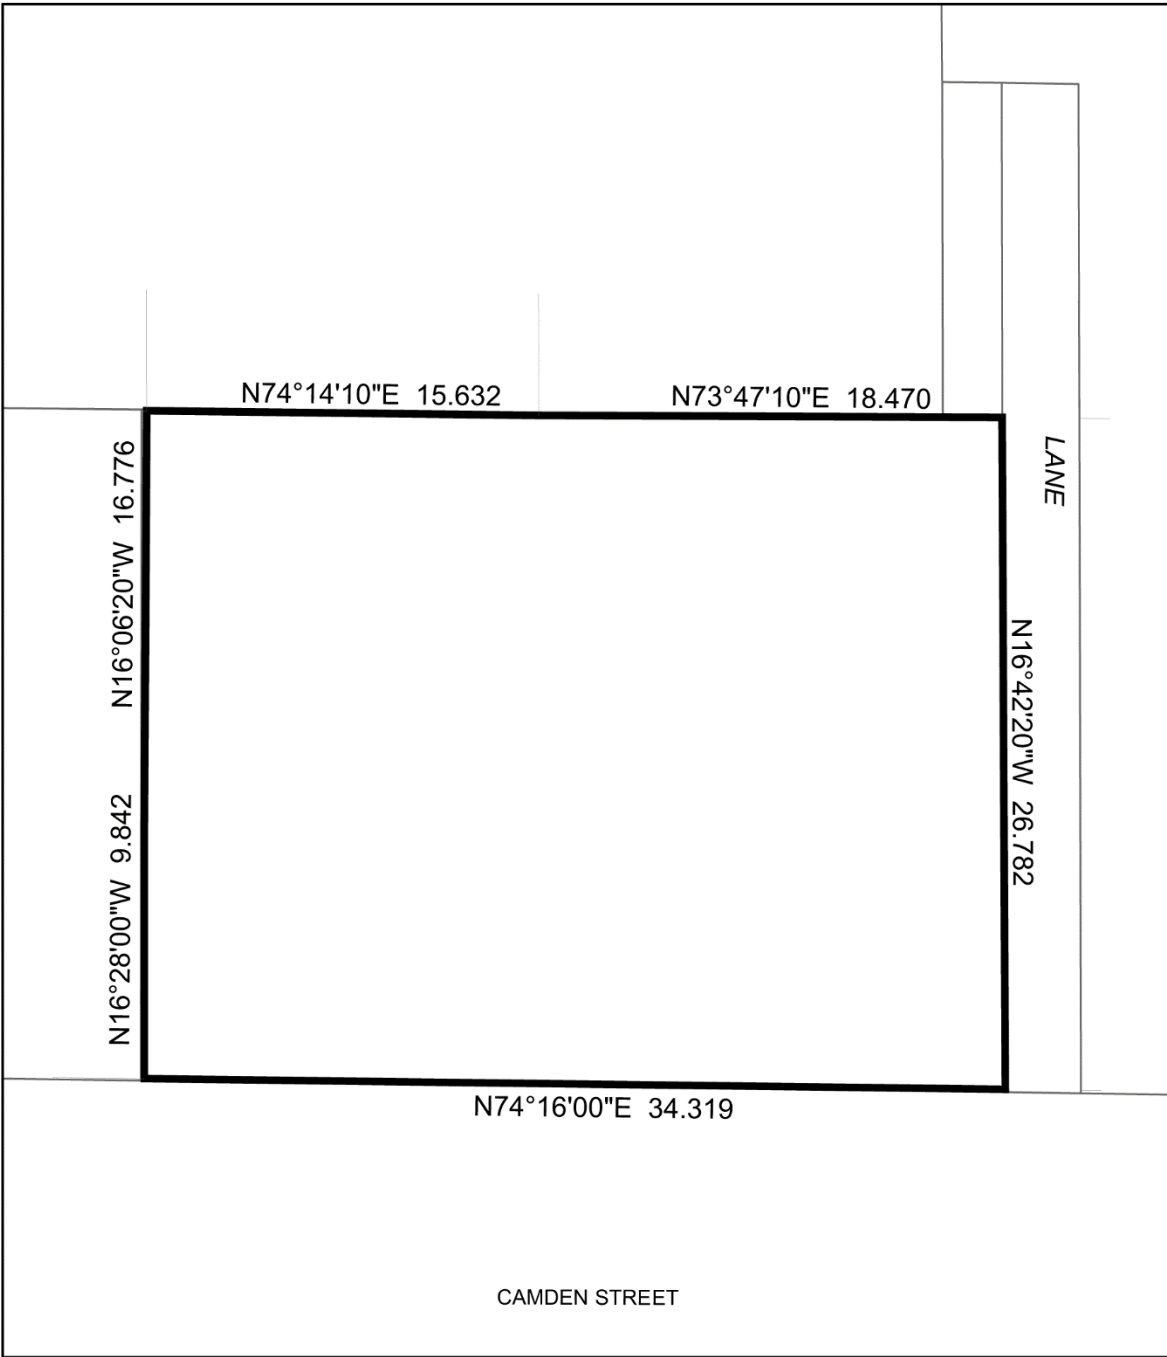 N74°14'10"E 15.632
N73°47'10"E 18.470
N16°06'20"W 16.776
LANE
N16°42'20"W 26.782
N16°28'00"W 9.842
N74°16'00"E 34.319
CAMDEN STREET